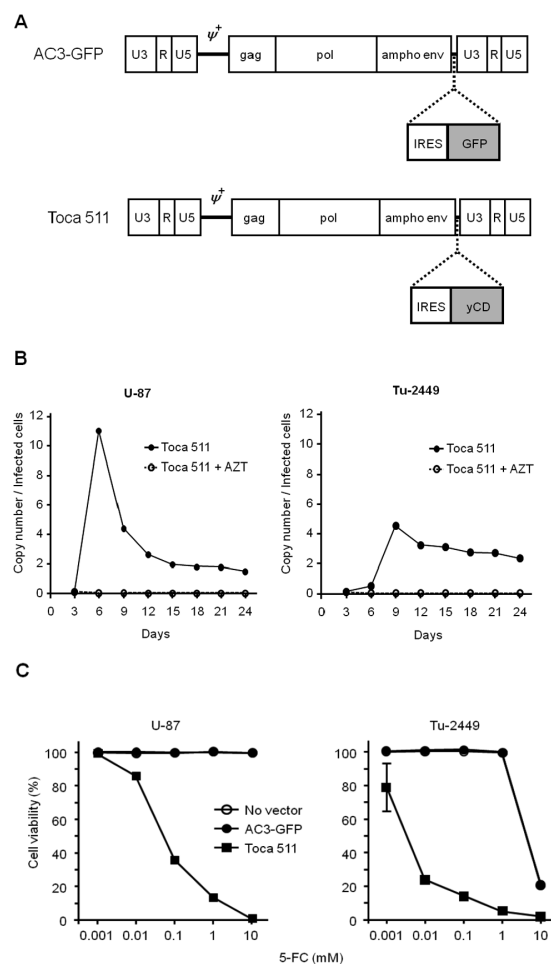 A
AC3-GFP
ψ+
U3 R U5 gag pol ampho env U3 R U5
IRES GFP
Toca 511
ψ+
U3 R U5 gag pol ampho env U3 R U5
IRES yCD
B
U-87
Copy number / Infected cells
12
10
8
6
4
2
0
Toca 511
Toca 511 + AZT
0 3 6 9 12 15 18 21 24
Days
Tu-2449
Copy number / Infected cells
12
10
8
6
4
2
0
Toca 511
Toca 511 + AZT
0 3 6 9 12 15 18 21 24
Days
C
U-87
Cell viability (%)
100
80
60
40
20
0
No vector
AC3-GFP
Toca 511
0.001 0.01 0.1 1 10
Tu-2449
100
80
60
40
20
0
0.001 0.01 0.1 1 10
5-FC (mM)